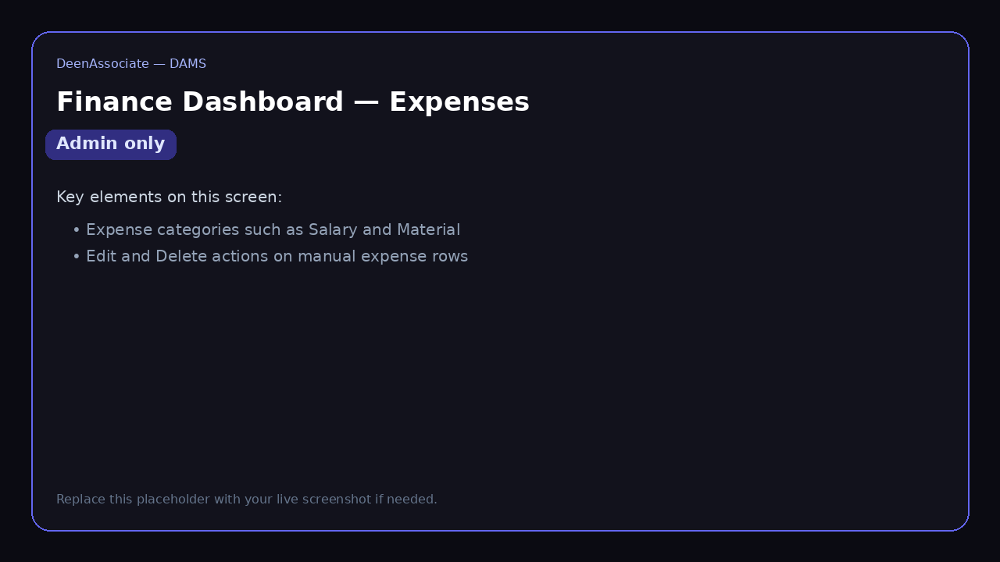 DeenAssociate — DAMS
Finance Dashboard — Expenses
Admin only
Key elements on this screen:
• Expense categories such as Salary and Material
• Edit and Delete actions on manual expense rows
Replace this placeholder with your live screenshot if needed.